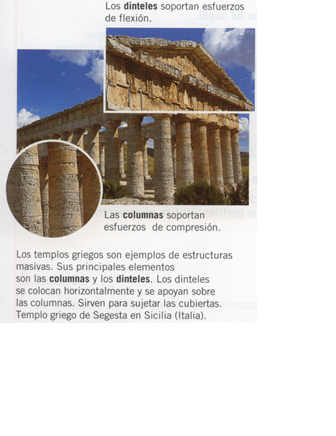 Los dinteles soportan esfuerzos
de flexión.
Las columnas soportan
esfuerzos de compresión.
Los templos griegos son ejemplos de estructuras
masivas. Sus principales elementos
son las columnas y los dinteles. Los dinteles
se colocan horizontalmente y se apoyan sobre
las columnas. Sirven para sujetar las cubiertas.
Templo griego de Segesta en Sicilia (Italia).